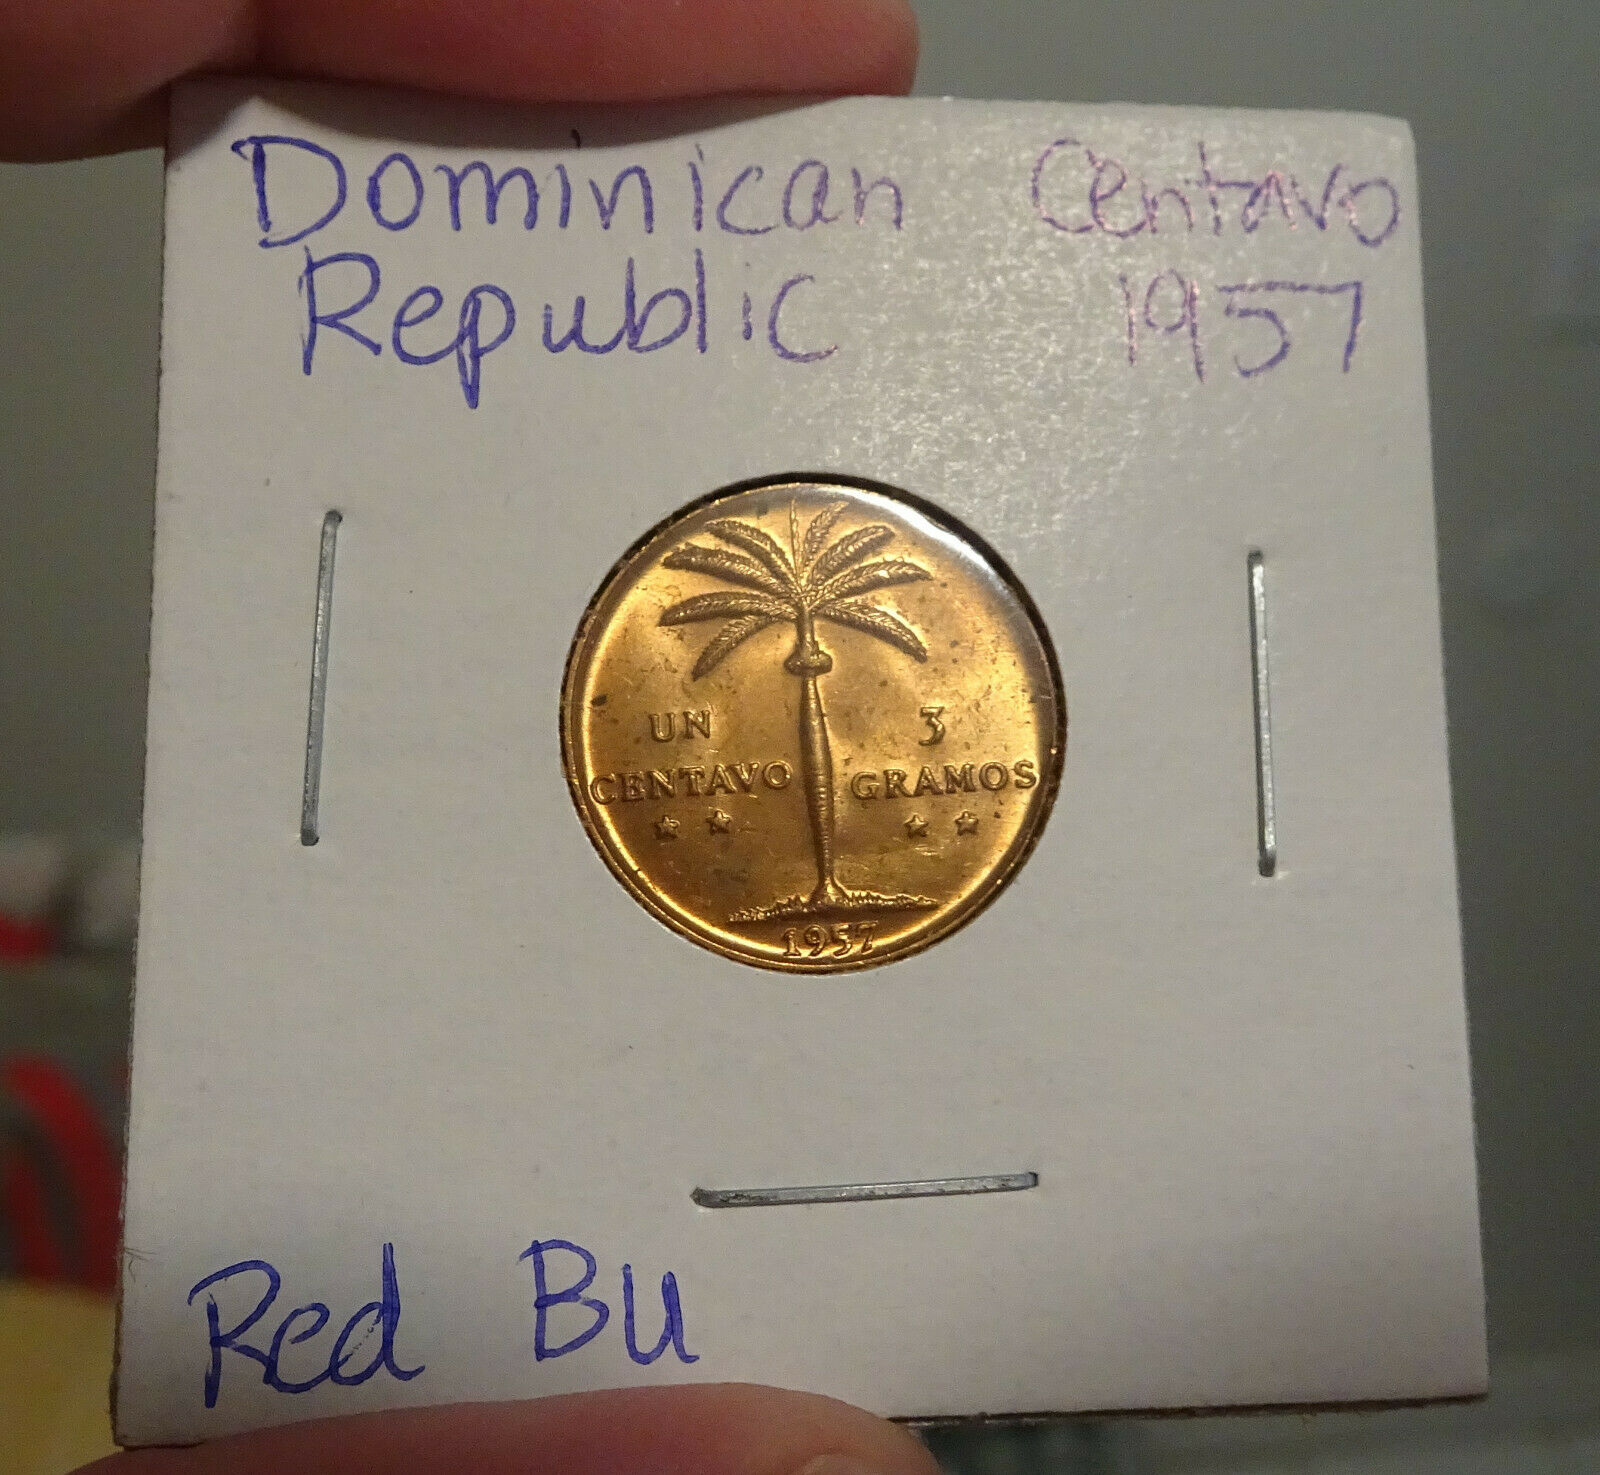 Dominican Centavo
Republic 1957
UN 3
CENTAVO GRAMOS
1957
Red BU